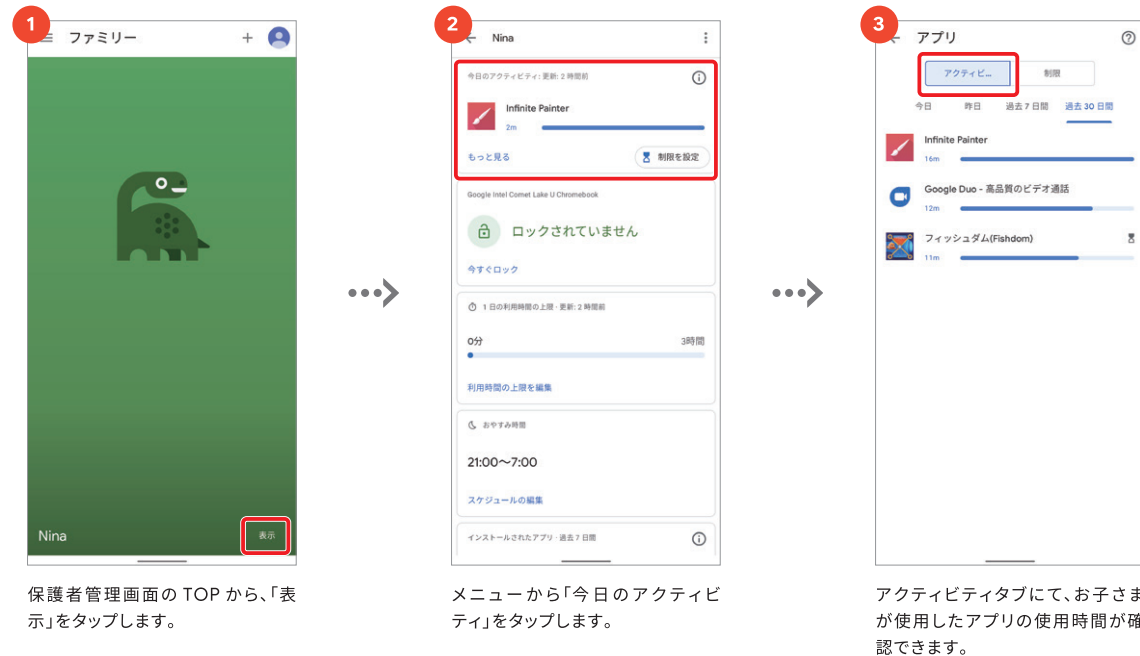 1
ファミリー
Nina
表示
保護者管理画面の TOP から、「表
示」をタップします。
2
Nina
今日のアクティビティ: 更新: 2 時間前
Infinite Painter
2m
もっと見る
制限を設定
Google Intel Comet Lake U Chromebook
ロックされていません
今すぐロック
1 日の利用時間の上限 · 更新: 2 時間前
0分
3時間
利用時間の上限を編集
おやすみ時間
21:00〜7:00
スケジュールの編集
インストールされたアプリ · 過去 7 日間
メニューから「今日のアクティビ
ティ」をタップします。
3
アプリ
アクティビ...
制限
今日 昨日 過去 7 日間 過去 30 日間
Infinite Painter
16m
Google Duo - 高品質のビデオ通話
12m
フィッシュダム(Fishdom)
11m
アクティビティタブにて、お子さま
が使用したアプリの使用時間が確
認できます。